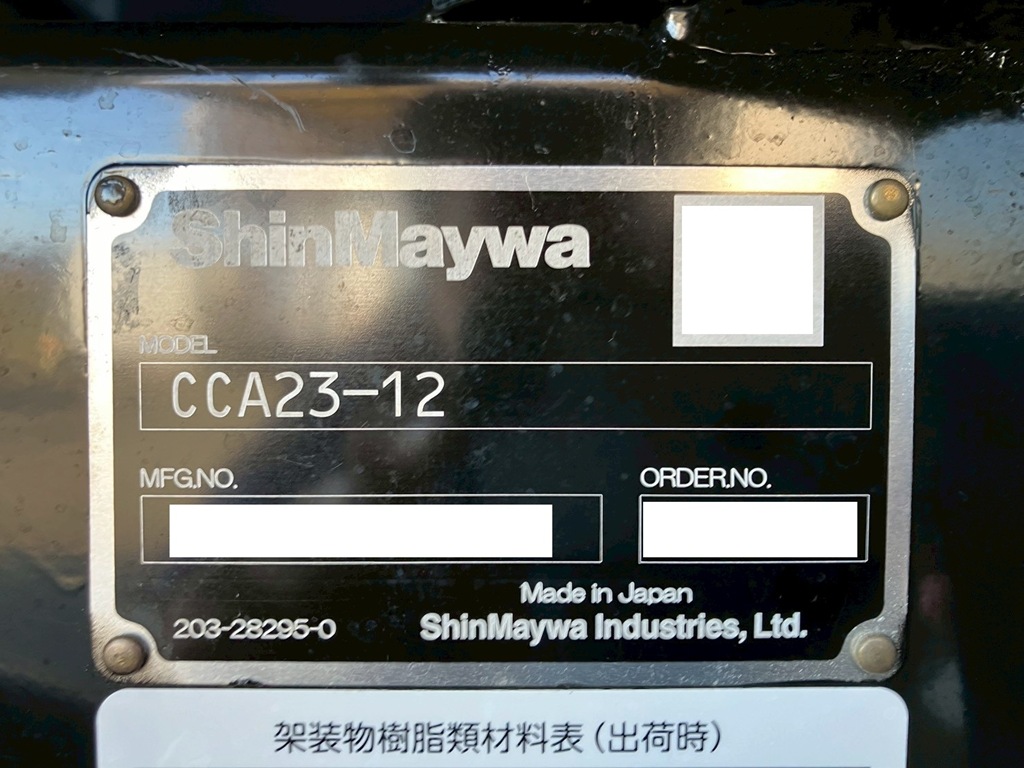 ShinMaywa
MODEL
CCA23-12
MFG.NO.
ORDER.NO.
Made in Japan
203-28295-0
ShinMaywa Industries, Ltd.
架装物樹脂類材料表(出荷時)